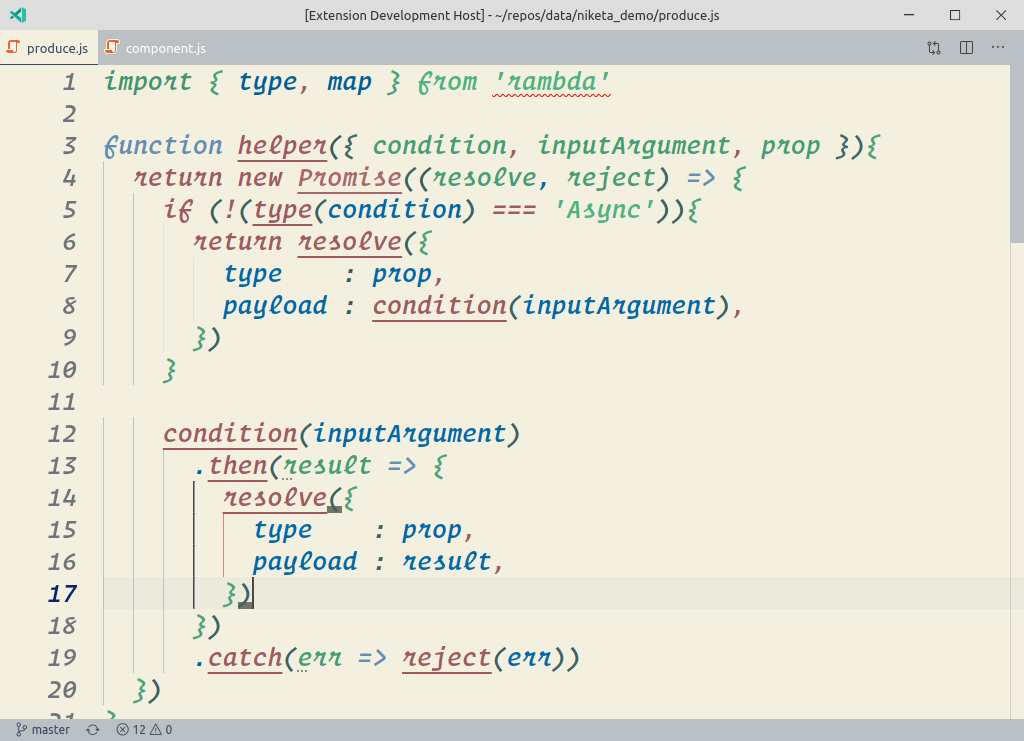 [Extension Development Host] - ~/repos/data/niketa_demo/produce.js
produce.js component.js
1 import { type, map } from 'rambda'
2
3 function helper({ condition, inputArgument, prop }){
4 return new Promise((resolve, reject) => {
5 if (!(type(condition) === 'Async')){
6 return resolve({
7 type    : prop,
8 payload : condition(inputArgument),
9 })
10 }
11
12 condition(inputArgument)
13 .then(result => {
14 resolve({
15 type    : prop,
16 payload : result,
17 })
18 })
19 .catch(err => reject(err))
20 })
21 }
master 12 0